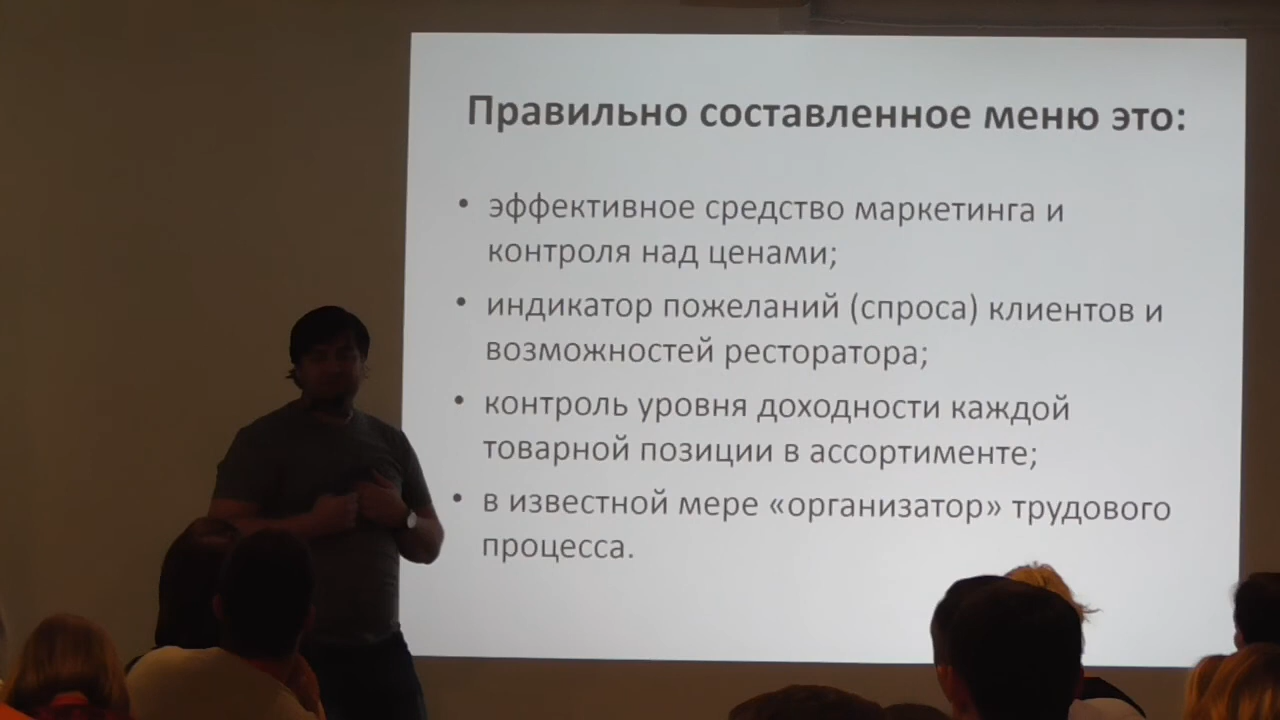 Правильно составленное меню это:
• эффективное средство маркетинга и
контроля над ценами;
• индикатор пожеланий (спроса) клиентов и
возможностей ресторатора;
• контроль уровня доходности каждой
товарной позиции в ассортименте;
• в известной мере «организатор» трудового
процесса.